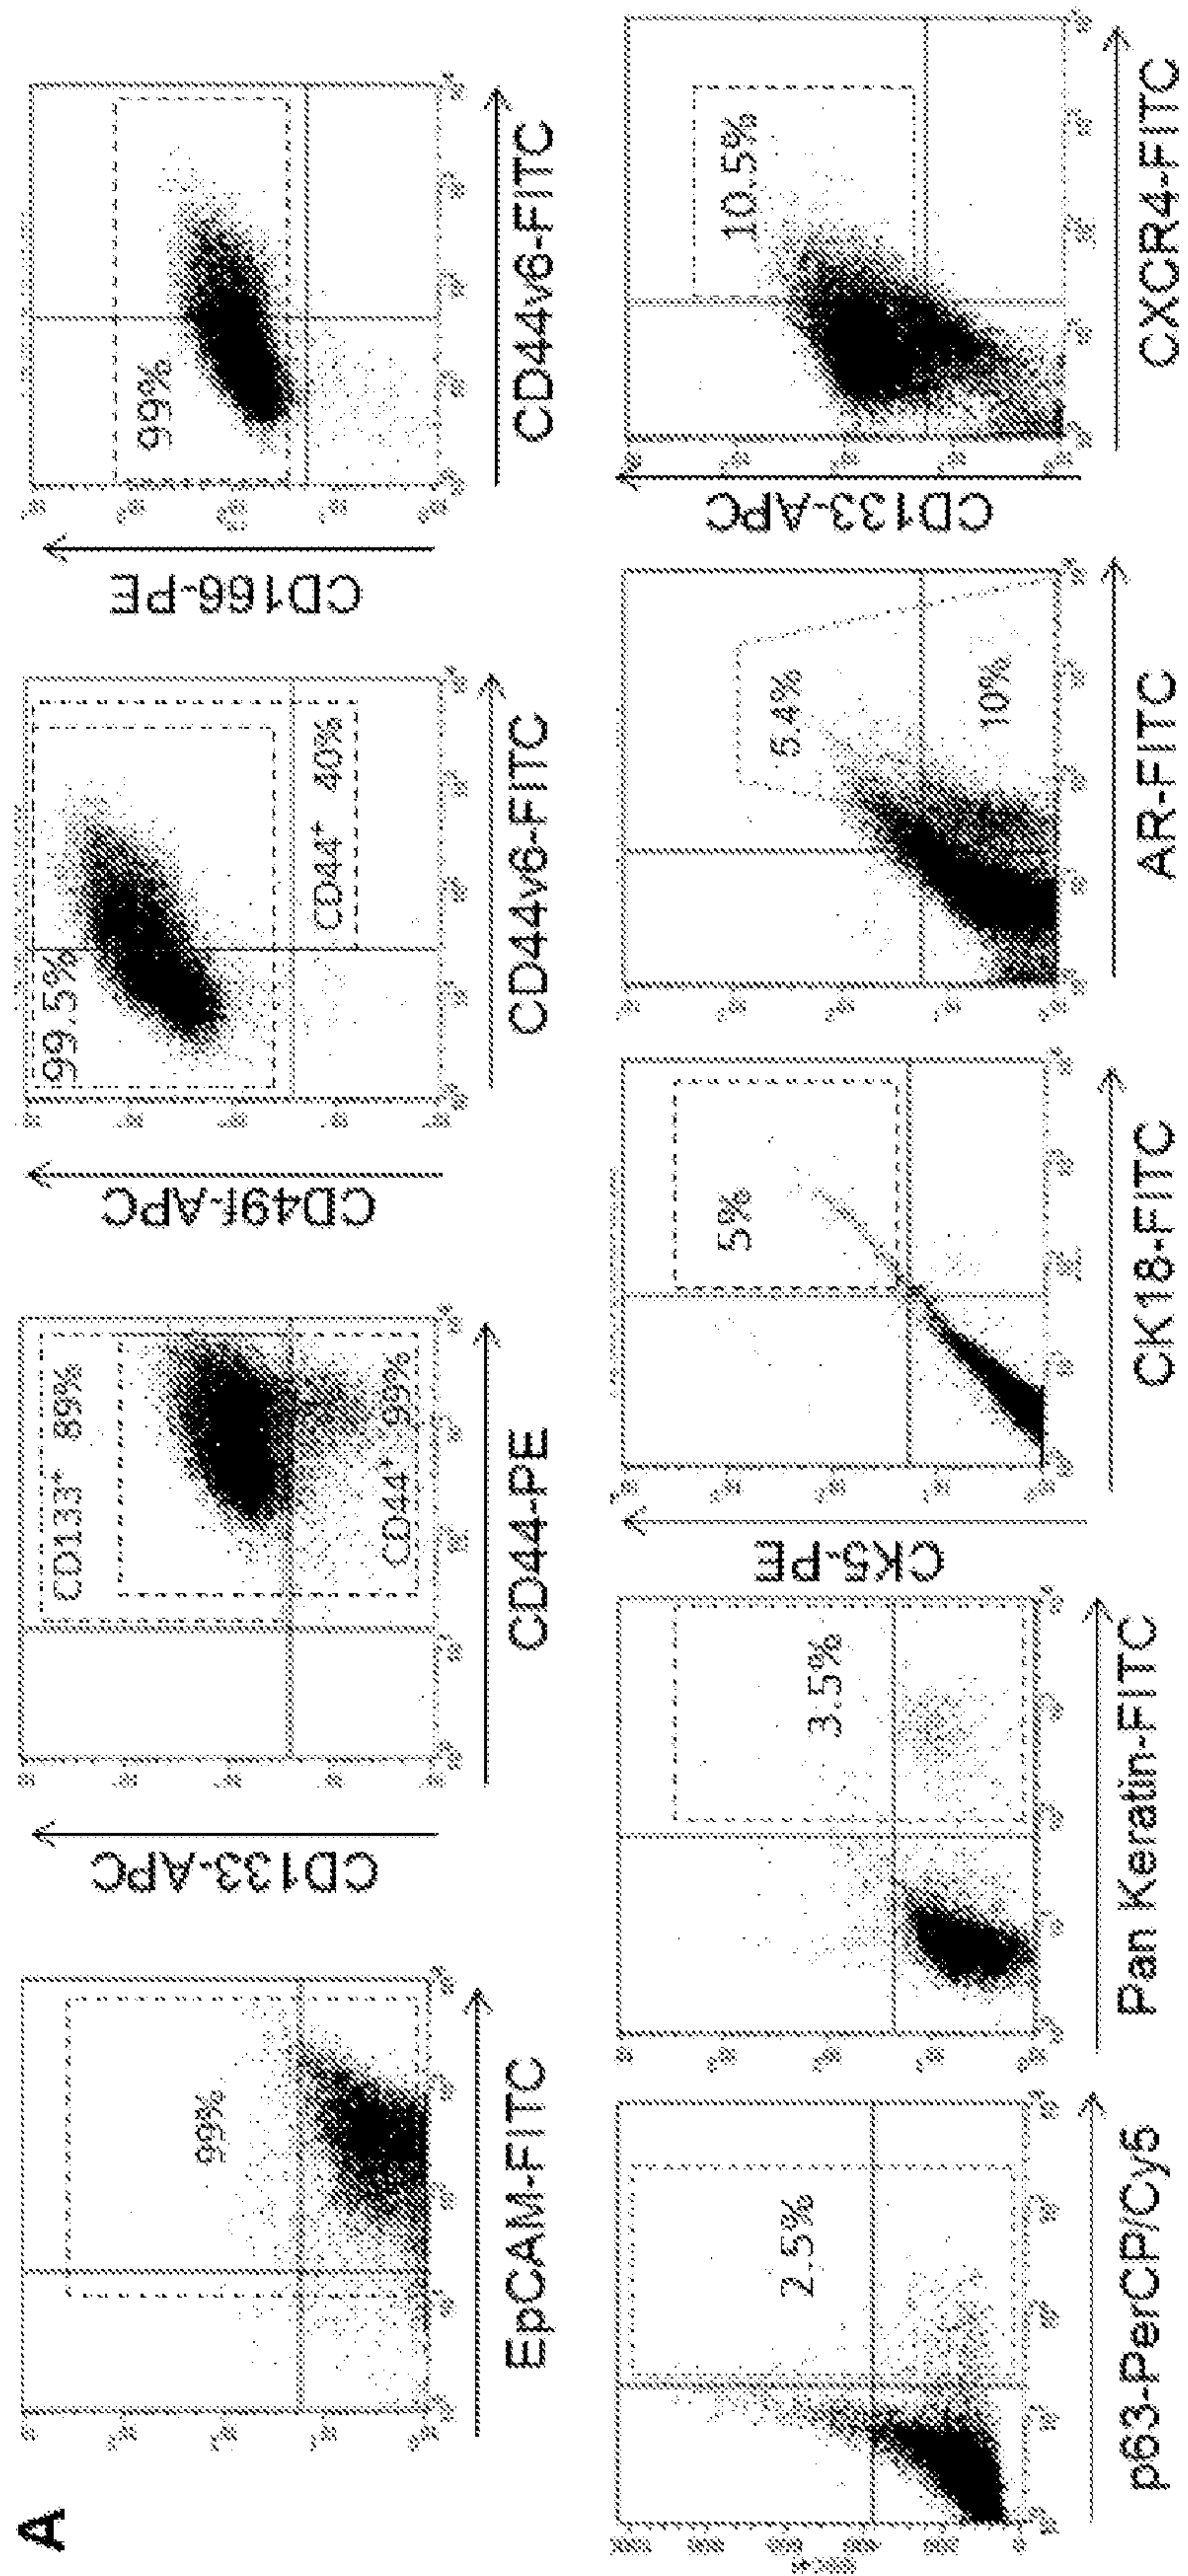 A
99%
EpCAM-FITC
CD133-APC
CD133⁺ 89%
CD44⁺ 99%
CD44-PE
CD49f-APC
99.5%
CD44⁺ 40%
CD44v6-FITC
CD166-PE
99%
CD44v6-FITC
2.5%
p63-PerCP/Cy5
3.5%
Pan Keratin-FITC
CK5-PE
5%
CK18-FITC
5.4%
10%
AR-FITC
CD133-APC
10.5%
CXCR4-FITC